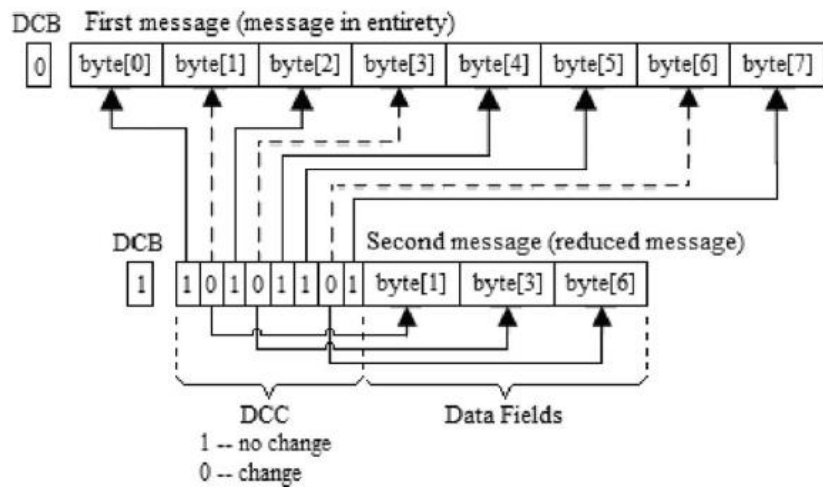 DCB First message (message in entirety)
0 byte[0] byte[1] byte[2] byte[3] byte[4] byte[5] byte[6] byte[7]
DCB Second message (reduced message)
1 1 0 1 0 1 1 0 1 byte[1] byte[3] byte[6]
DCC Data Fields
1 -- no change
0 -- change